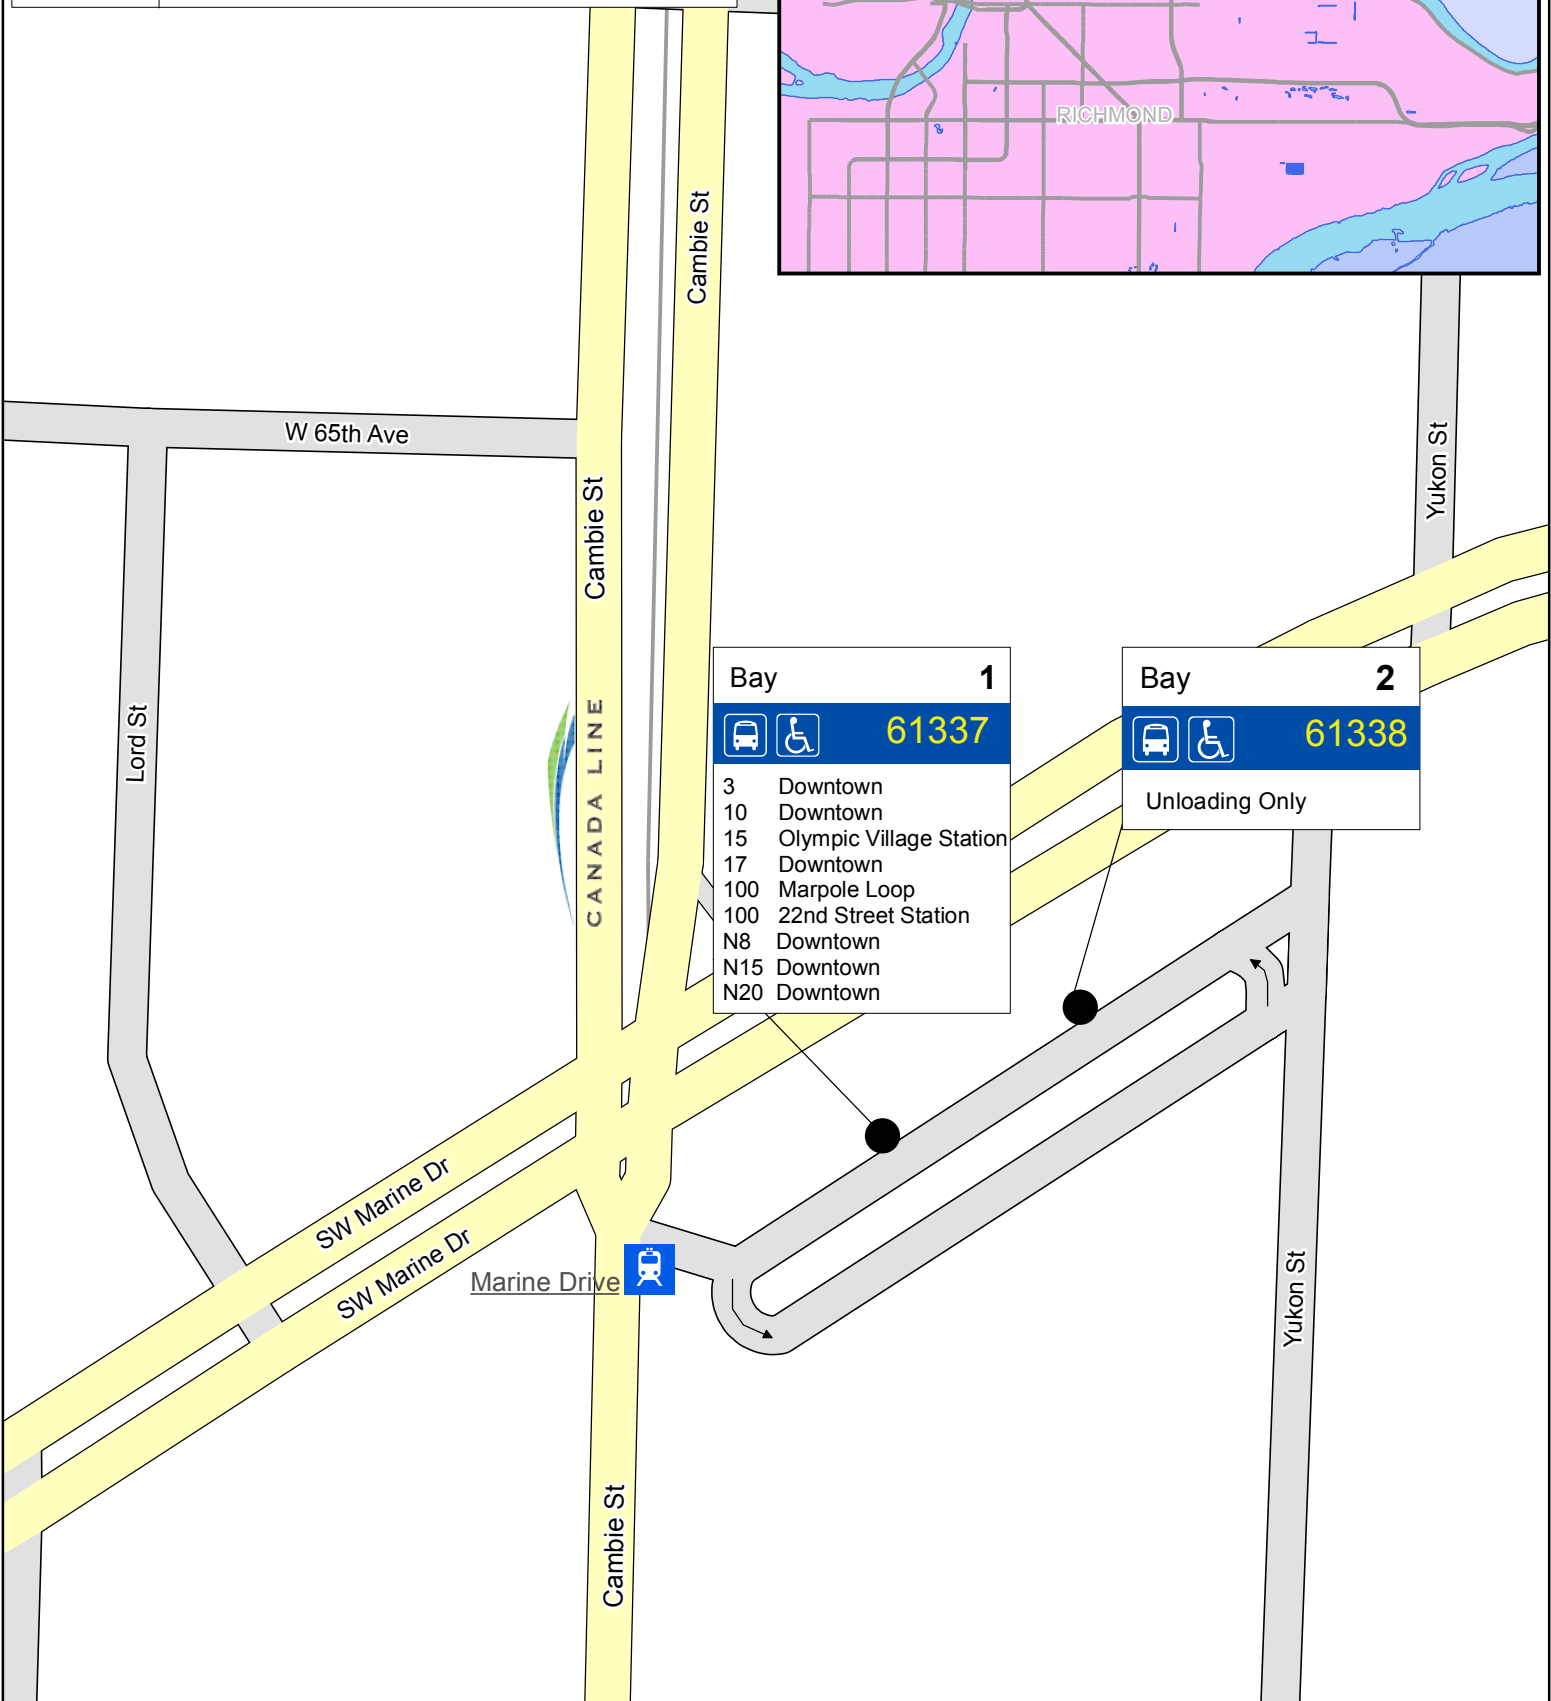 RICHMOND
Cambie St
W 65th Ave
Yukon St
Cambie St
Lord St
CANADA LINE
Bay 1
61337
3 Downtown
10 Downtown
15 Olympic Village Station
17 Downtown
100 Marpole Loop
100 22nd Street Station
N8 Downtown
N15 Downtown
N20 Downtown
Bay 2
61338
Unloading Only
SW Marine Dr
SW Marine Dr
Marine Drive
Yukon St
Cambie St